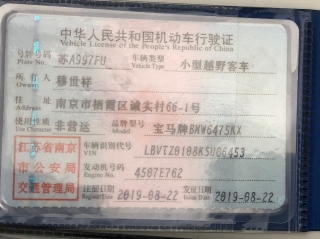 中华人民共和国机动车行驶证
Vehicle License of the People's Republic of China
号牌号码 苏A997FU 车辆类型 小型越野客车
Plate No. Vehicle Type
所有人 穆世祥
Owner
住址 南京市栖霞区诚实村66-1号
Address
使用性质 非营运 品牌型号 宝马牌BMW6475KX
Use Character Model
江苏省南京 车辆识别代号 LBVTZ0108KSU06453
VIN
市公安局 发动机号码 4507E762
Engine No.
交通管理局 注册日期 2019-08-22 发证日期 2019-08-22
Register Date Issue Date